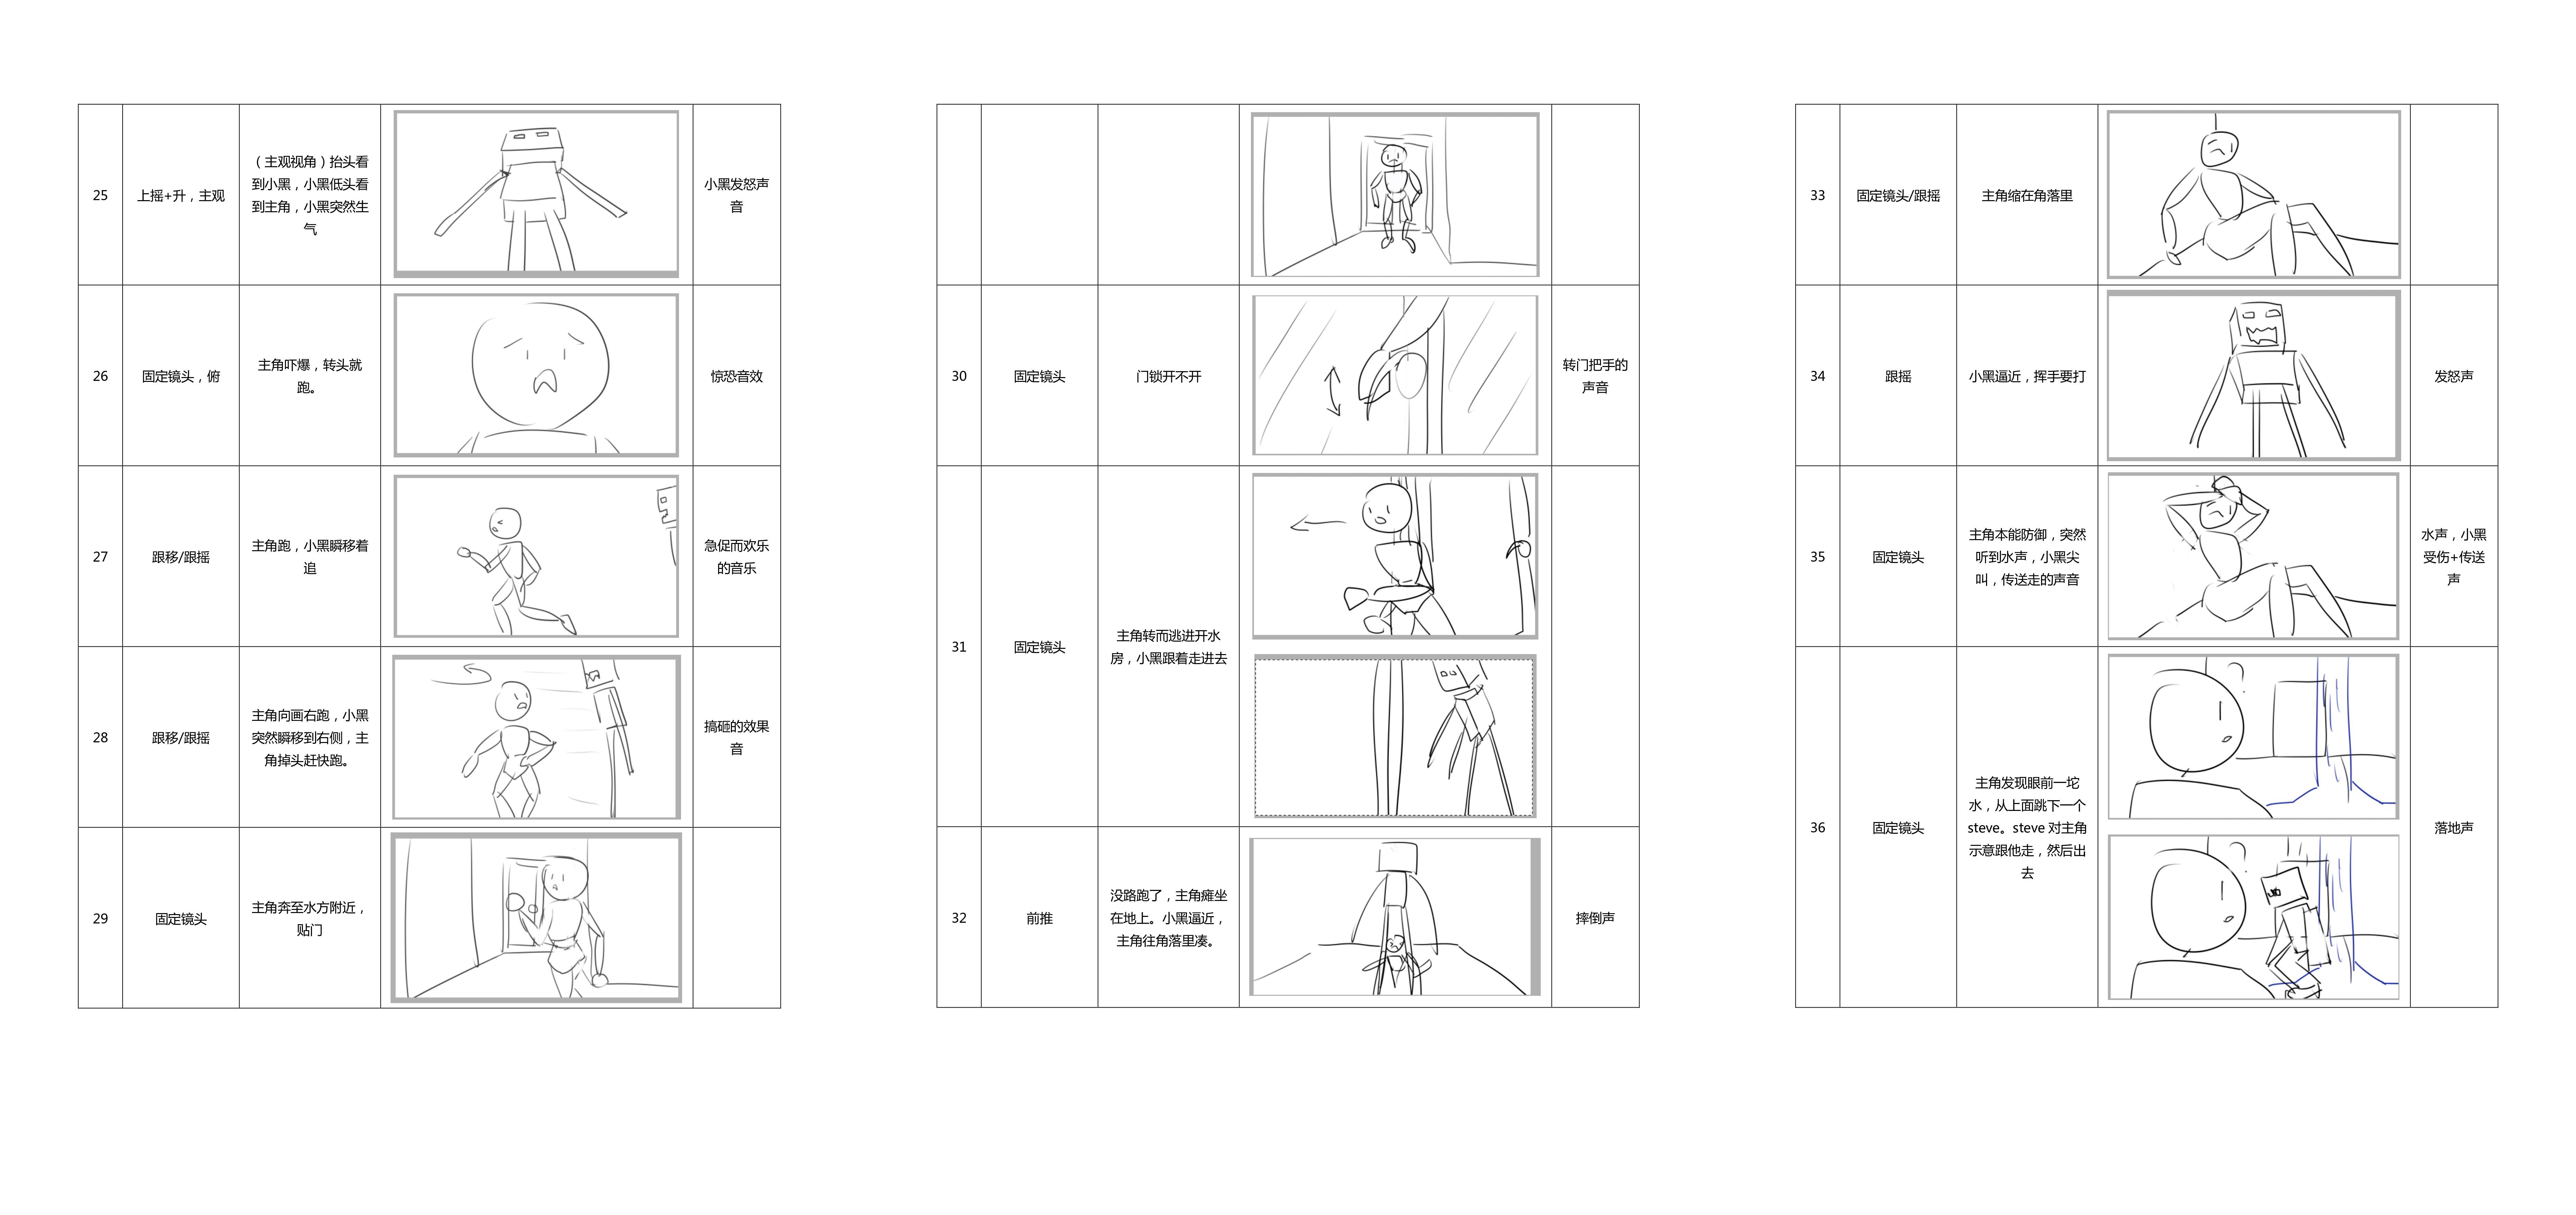 25
上摇+升，主观
（主观视角）抬头看
到小黑，小黑低头看
到主角，小黑突然生
气
小黑发怒声
音
26
固定镜头，俯
主角吓爆，转头就
跑。
惊恐音效
27
跟移/跟摇
主角跑，小黑瞬移着
追
急促而欢乐
的音乐
28
跟移/跟摇
主角向画右跑，小黑
突然瞬移到右侧，主
角掉头赶快跑。
搞砸的效果
音
29
固定镜头
主角奔至水方附近，
贴门
30
固定镜头
门锁开不开
转门把手的
声音
31
固定镜头
主角转而逃进开水
房，小黑跟着走进去
32
前推
没路跑了，主角瘫坐
在地上。小黑逼近，
主角往角落里凑。
摔倒声
33
固定镜头/跟摇
主角缩在角落里
34
跟摇
小黑逼近，挥手要打
发怒声
35
固定镜头
主角本能防御，突然
听到水声，小黑尖
叫，传送走的声音
水声，小黑
受伤+传送
声
36
固定镜头
主角发现眼前一坨
水，从上面跳下一个
steve。steve 对主角
示意跟他走，然后出
去
落地声